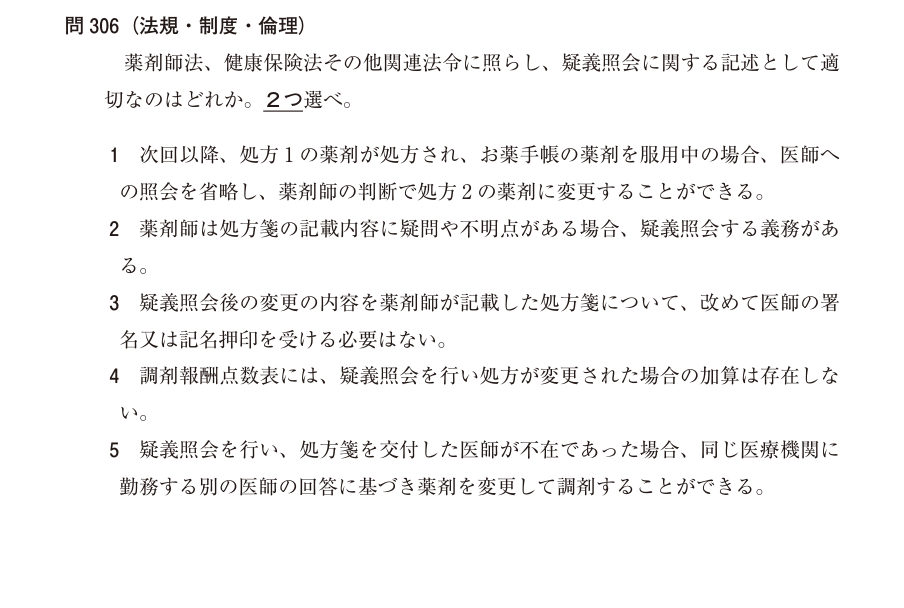 問 306（法規・制度・倫理）
薬剤師法、健康保険法その他関連法令に照らし、疑義照会に関する記述として適
切なのはどれか。２つ選べ。
1　次回以降、処方１の薬剤が処方され、お薬手帳の薬剤を服用中の場合、医師へ
の照会を省略し、薬剤師の判断で処方２の薬剤に変更することができる。
2　薬剤師は処方箋の記載内容に疑問や不明点がある場合、疑義照会する義務があ
る。
3　疑義照会後の変更の内容を薬剤師が記載した処方箋について、改めて医師の署
名又は記名押印を受ける必要はない。
4　調剤報酬点数表には、疑義照会を行い処方が変更された場合の加算は存在しな
い。
5　疑義照会を行い、処方箋を交付した医師が不在であった場合、同じ医療機関に
勤務する別の医師の回答に基づき薬剤を変更して調剤することができる。